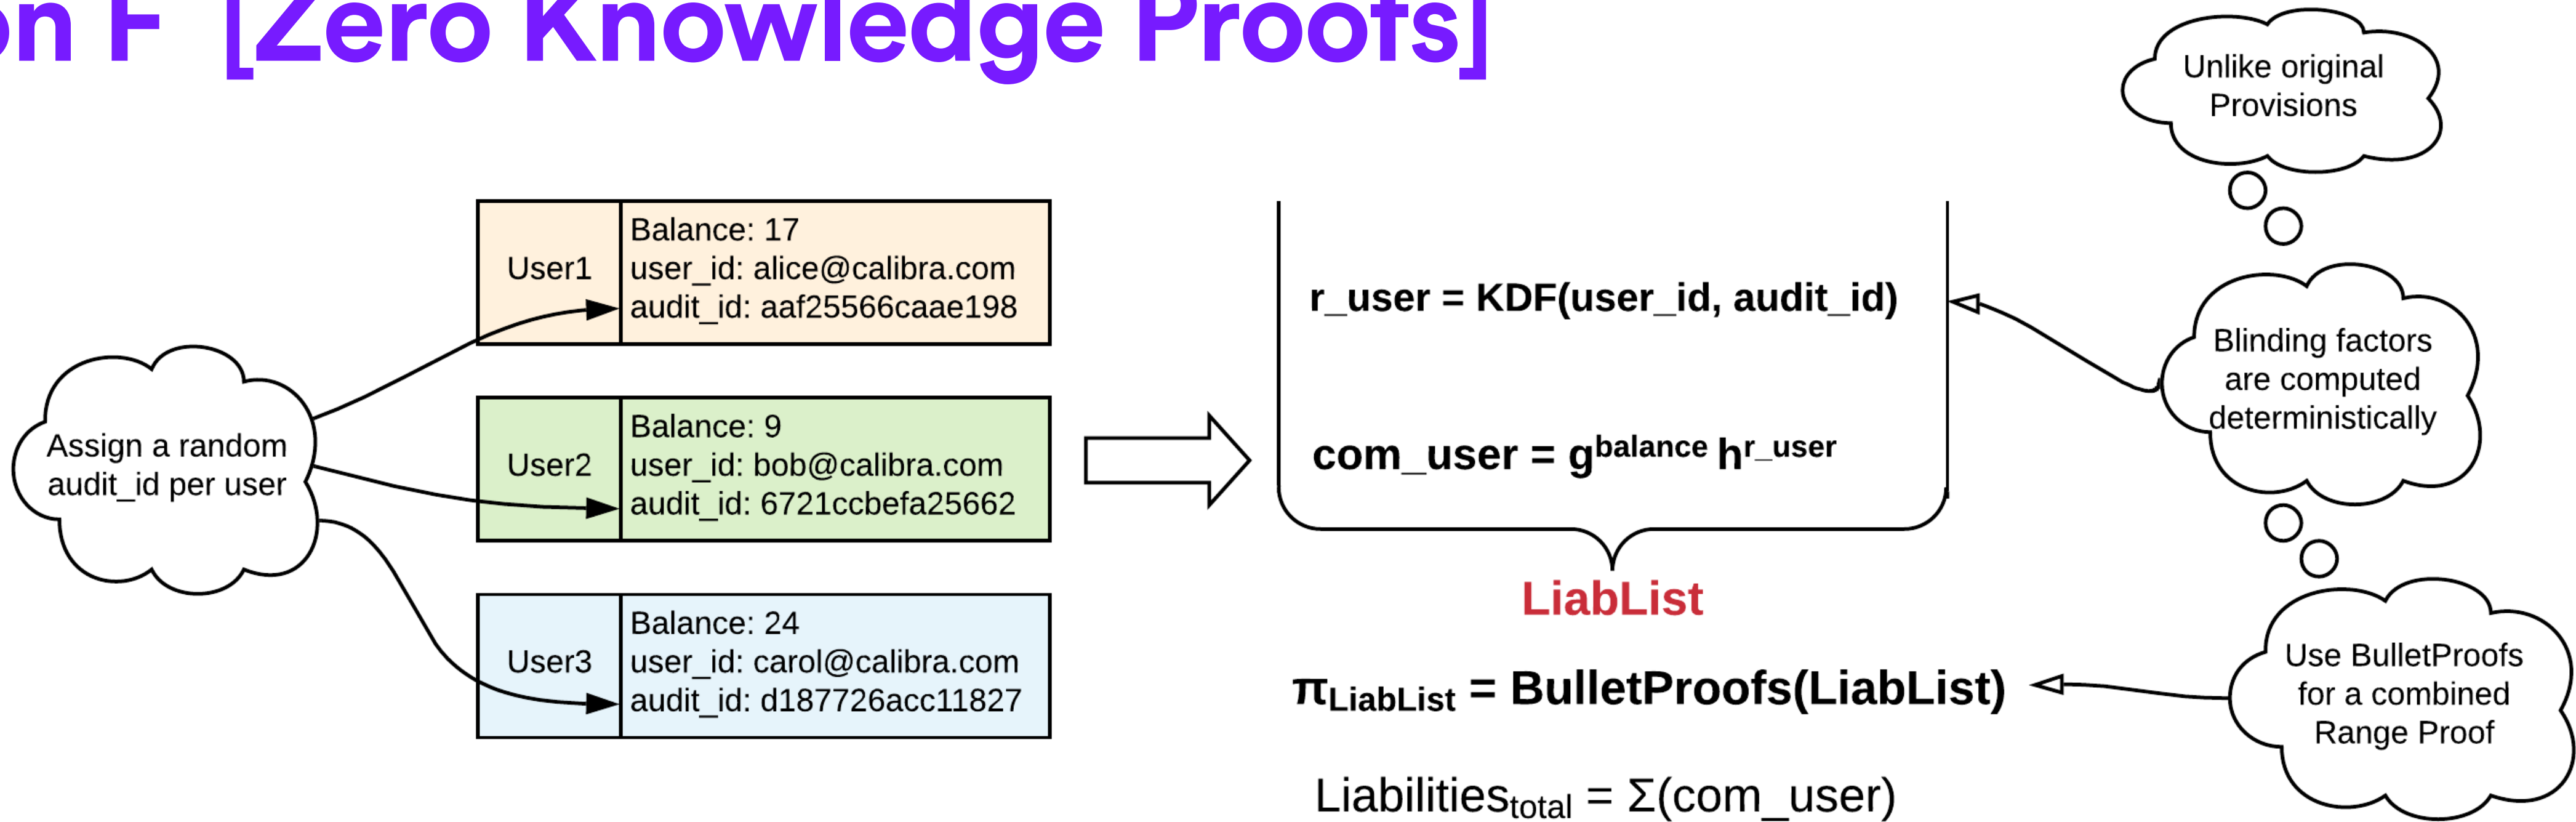 on F [Zero Knowledge Proofs]
Unlike original
Provisions
Assign a random
audit_id per user
User1
Balance: 17
user_id: alice@calibra.com
audit_id: aaf25566caae198
User2
Balance: 9
user_id: bob@calibra.com
audit_id: 6721ccbefa25662
User3
Balance: 24
user_id: carol@calibra.com
audit_id: d187726acc11827
r_user = KDF(user_id, audit_id)
com_user = g^balance h^r_user
LiabList
π_LiabList = BulletProofs(LiabList)
Liabilities_total = Σ(com_user)
Blinding factors
are computed
deterministically
Use BulletProofs
for a combined
Range Proof